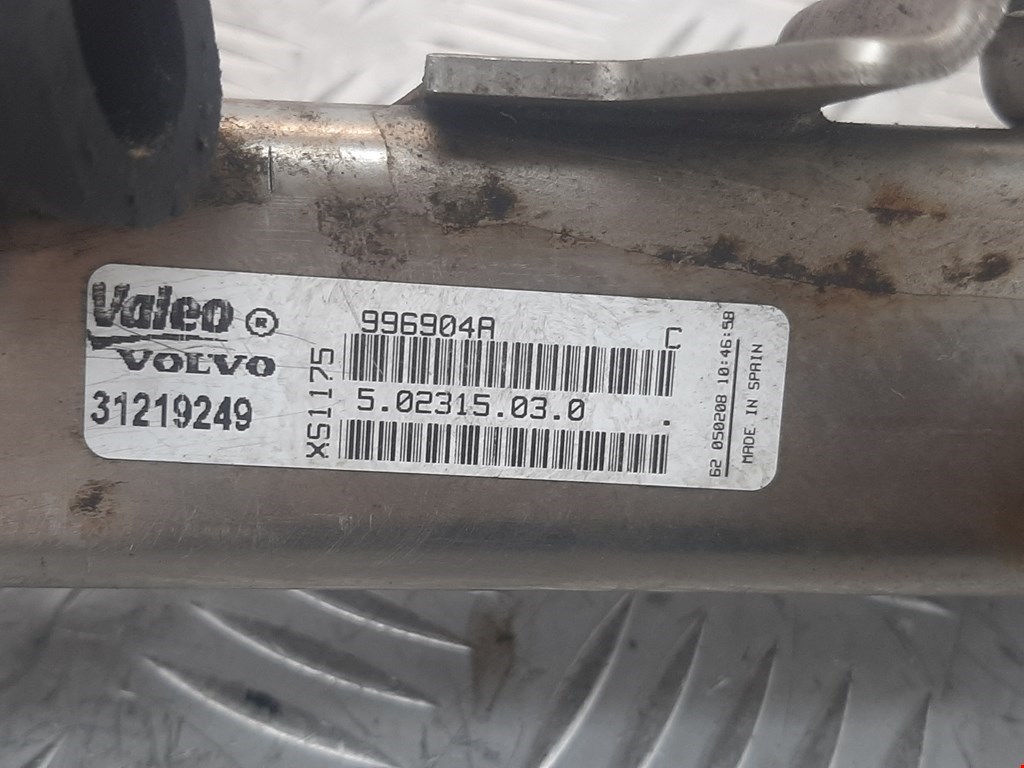 Valeo ®
VOLVO
31219249
XS1175
996904A
C
5.02315.03.0 .
62 050208 10:46:58
MADE IN SPAIN